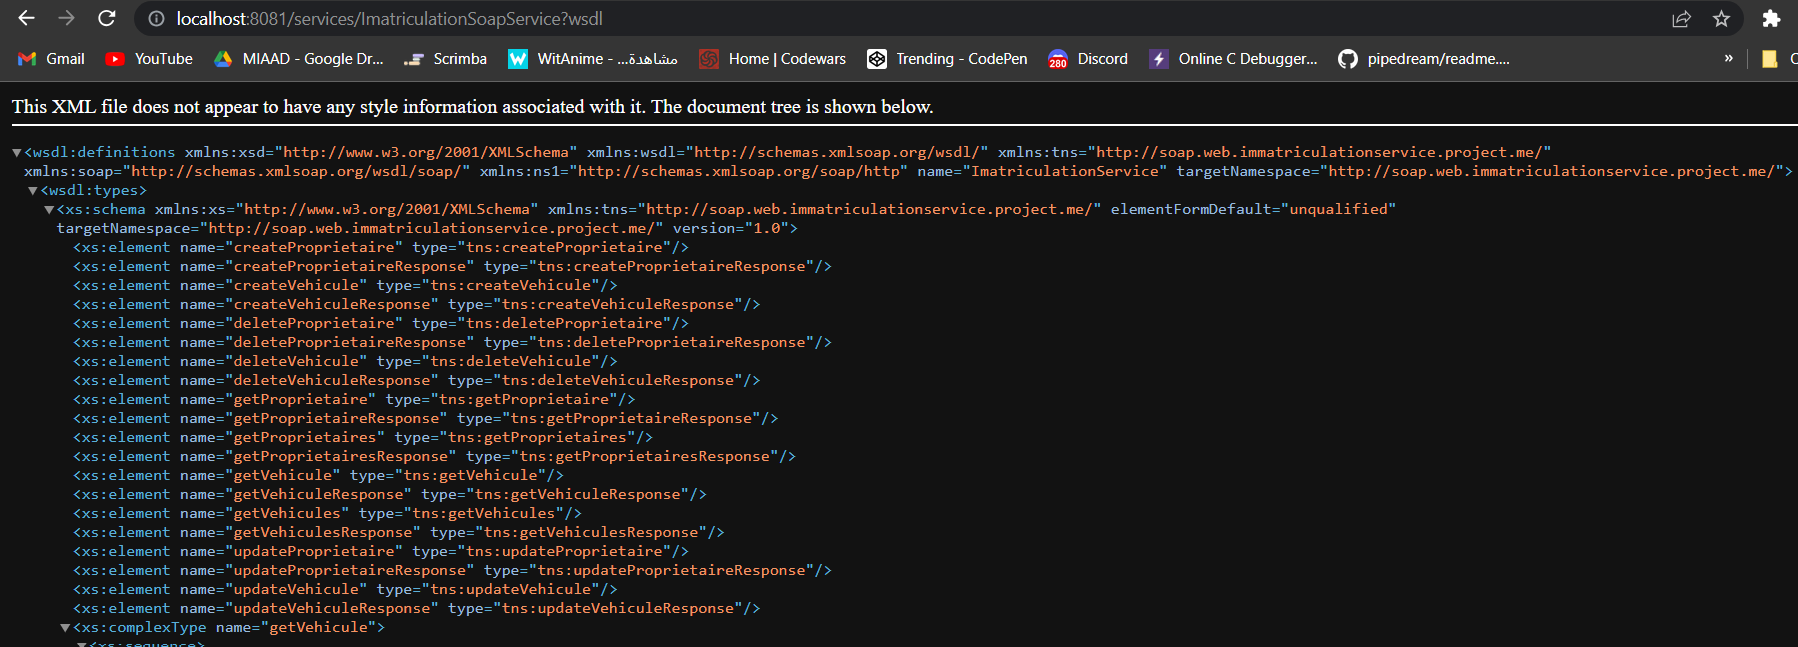 localhost:8081/services/ImatriculationSoapService?wsdl
Gmail YouTube MIAAD - Google Dr... Scrimba WitAnime - ...مشاهدة Home | Codewars Trending - CodePen 280 Discord Online C Debugger... pipedream/readme.... »
This XML file does not appear to have any style information associated with it. The document tree is shown below.
▼<wsdl:definitions xmlns:xsd="http://www.w3.org/2001/XMLSchema" xmlns:wsdl="http://schemas.xmlsoap.org/wsdl/" xmlns:tns="http://soap.web.immatriculationservice.project.me/"
xmlns:soap="http://schemas.xmlsoap.org/wsdl/soap/" xmlns:ns1="http://schemas.xmlsoap.org/soap/http" name="ImatriculationService" targetNamespace="http://soap.web.immatriculationservice.project.me/">
▼<wsdl:types>
▼<xs:schema xmlns:xs="http://www.w3.org/2001/XMLSchema" xmlns:tns="http://soap.web.immatriculationservice.project.me/" elementFormDefault="unqualified"
targetNamespace="http://soap.web.immatriculationservice.project.me/" version="1.0">
<xs:element name="createProprietaire" type="tns:createProprietaire"/>
<xs:element name="createProprietaireResponse" type="tns:createProprietaireResponse"/>
<xs:element name="createVehicule" type="tns:createVehicule"/>
<xs:element name="createVehiculeResponse" type="tns:createVehiculeResponse"/>
<xs:element name="deleteProprietaire" type="tns:deleteProprietaire"/>
<xs:element name="deleteProprietaireResponse" type="tns:deleteProprietaireResponse"/>
<xs:element name="deleteVehicule" type="tns:deleteVehicule"/>
<xs:element name="deleteVehiculeResponse" type="tns:deleteVehiculeResponse"/>
<xs:element name="getProprietaire" type="tns:getProprietaire"/>
<xs:element name="getProprietaireResponse" type="tns:getProprietaireResponse"/>
<xs:element name="getProprietaires" type="tns:getProprietaires"/>
<xs:element name="getProprietairesResponse" type="tns:getProprietairesResponse"/>
<xs:element name="getVehicule" type="tns:getVehicule"/>
<xs:element name="getVehiculeResponse" type="tns:getVehiculeResponse"/>
<xs:element name="getVehicules" type="tns:getVehicules"/>
<xs:element name="getVehiculesResponse" type="tns:getVehiculesResponse"/>
<xs:element name="updateProprietaire" type="tns:updateProprietaire"/>
<xs:element name="updateProprietaireResponse" type="tns:updateProprietaireResponse"/>
<xs:element name="updateVehicule" type="tns:updateVehicule"/>
<xs:element name="updateVehiculeResponse" type="tns:updateVehiculeResponse"/>
▼<xs:complexType name="getVehicule">
▼<xs:sequence>